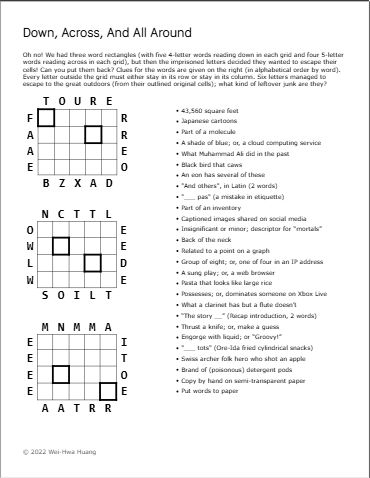 Down, Across, And All Around
Oh no! We had three word rectangles (with five 4-letter words reading down in each grid and four 5-letter
words reading across in each grid), but then the imprisoned letters decided they wanted to escape their
cells! Can you put them back? Clues for the words are given on the right (in alphabetical order by word).
Every letter outside the grid must either stay in its row or stay in its column. Six letters managed to
escape to the great outdoors (from their outlined original cells); what kind of leftover junk are they?
T O U R E
F R
A R
A E
E O
B Z X A D
N C T T L
O E
W E
L D
W E
S O I L T
M N M M A
E I
E T
E O
E E
A A T R R
• 43,560 square feet
• Japanese cartoons
• Part of a molecule
• A shade of blue; or, a cloud computing service
• What Muhammad Ali did in the past
• Black bird that caws
• An eon has several of these
• "And others", in Latin (2 words)
• "___ pas" (a mistake in etiquette)
• Part of an inventory
• Captioned images shared on social media
• Insignificant or minor; descriptor for "mortals"
• Back of the neck
• Related to a point on a graph
• Group of eight; or, one of four in an IP address
• A sung play; or, a web browser
• Pasta that looks like large rice
• Possesses; or, dominates someone on Xbox Live
• What a clarinet has but a flute doesn't
• "The story __" (Recap introduction, 2 words)
• Thrust a knife; or, make a guess
• Engorge with liquid; or "Groovy!"
• "___ tots" (Ore-Ida fried cylindrical snacks)
• Swiss archer folk hero who shot an apple
• Brand of (poisonous) detergent pods
• Copy by hand on semi-transparent paper
• Put words to paper
© 2022 Wei-Hwa Huang